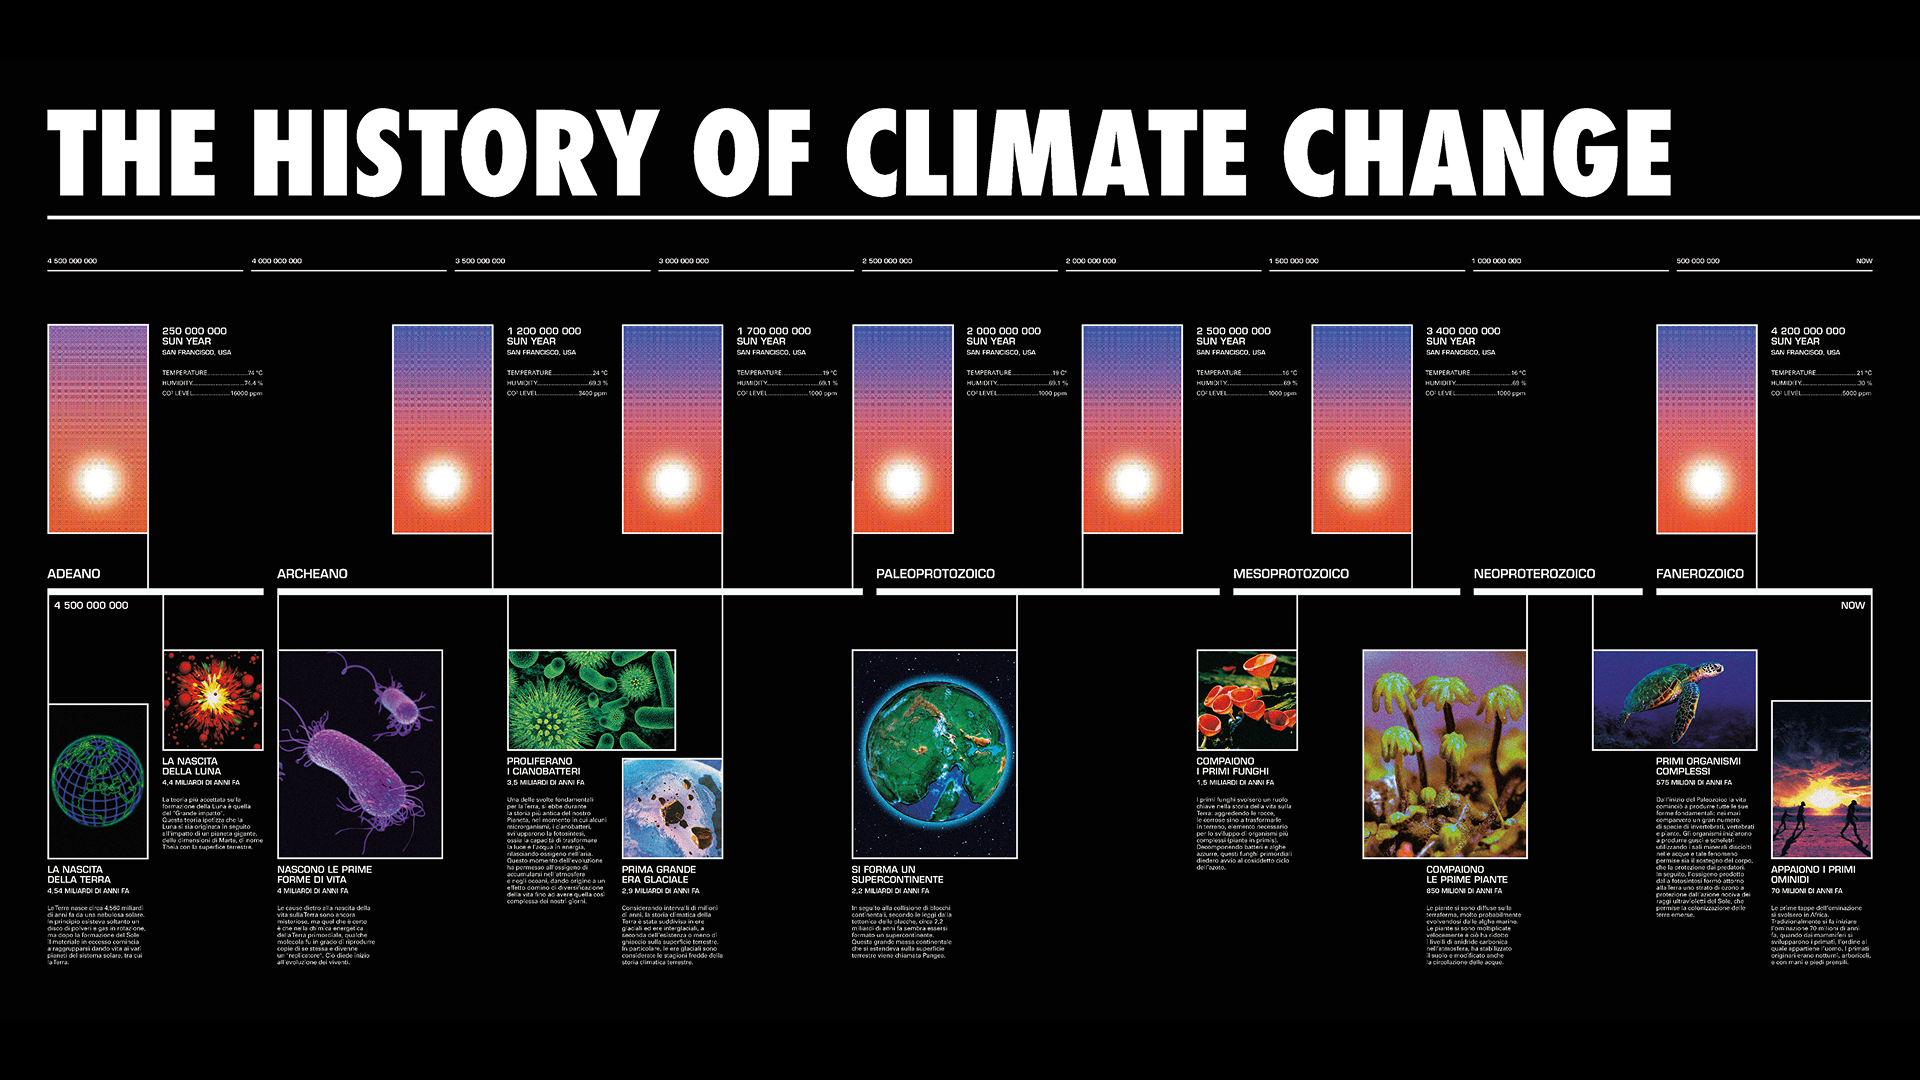 THE HISTORY OF CLIMATE CHANGE
4 500 000 000
4 000 000 000
3 500 000 000
3 000 000 000
2 500 000 000
2 000 000 000
1 500 000 000
1 000 000 000
500 000 000
NOW
250 000 000
SUN YEAR
SAN FRANCISCO, USA
TEMPERATURE........................74 °C
HUMIDITY........................74.4 %
CO² LEVEL........................16000 ppm
1 200 000 000
SUN YEAR
SAN FRANCISCO, USA
TEMPERATURE........................24 °C
HUMIDITY........................69.3 %
CO² LEVEL........................3400 ppm
1 700 000 000
SUN YEAR
SAN FRANCISCO, USA
TEMPERATURE........................19 °C
HUMIDITY........................69.1 %
CO² LEVEL........................1000 ppm
2 000 000 000
SUN YEAR
SAN FRANCISCO, USA
TEMPERATURE........................19 C°
HUMIDITY........................69.1 %
CO² LEVEL........................1000 ppm
2 500 000 000
SUN YEAR
SAN FRANCISCO, USA
TEMPERATURE........................16 °C
HUMIDITY........................69 %
CO² LEVEL........................1000 ppm
3 400 000 000
SUN YEAR
SAN FRANCISCO, USA
TEMPERATURE........................16 °C
HUMIDITY........................69 %
CO² LEVEL........................1000 ppm
4 200 000 000
SUN YEAR
SAN FRANCISCO, USA
TEMPERATURE........................21 °C
HUMIDITY........................30 %
CO² LEVEL........................5000 ppm
ADEANO
ARCHEANO
PALEOPROTOZOICO
MESOPROTOZOICO
NEOPROTEROZOICO
FANEROZOICO
4 500 000 000
NOW
LA NASCITA
DELLA TERRA
4,54 MILIARDI DI ANNI FA
La Terra nasce circa 4.560 miliardi
di anni fa da una nebulosa solare.
In principio esisteva soltanto un
disco di polveri e gas in rotazione,
ma dopo la formazione del Sole
il materiale in eccesso comincia
a raggrupparsi dando vita ai vari
pianeti del sistema solare, tra cui
la Terra.
LA NASCITA
DELLA LUNA
4,4 MILIARDI DI ANNI FA
La teoria più accettata sulla
formazione della Luna è quella
del "Grande impatto".
Questa teoria ipotizza che la
Luna si sia originata in seguito
all'impatto di un pianeta gigante,
delle dimensioni di Marte, di nome
Theia con la superfice terrestre.
NASCONO LE PRIME
FORME DI VITA
4 MILIARDI DI ANNI FA
Le cause dietro alla nascita della
vita sulla Terra sono ancora
misteriose, ma quel che è certo
è che nella chimica energetica
della Terra primordiale, qualche
molecola fu in gracio di riprodurre
copie di se stessa e divenne
un "replicatore". Ciò diede inizio
all'evoluzione dei viventi.
PROLIFERANO
I CIANOBATTERI
3,5 MILIARDI DI ANNI FA
Una delle svolte fondamentali
per la Terra, si ebbe durante
la storia più antica del nostro
Pianeta, nel momento in cui alcuni
microrganismi, i cianobatteri,
svilupparono la fotosintesi,
ossia la capacità di trasformare
la luce e l'acqua in energia,
rilasciando ossigeno nell'aria.
Questo momento dell'evoluzione
ha permesso all'ossigeno di
accumularsi nell'atmosfera
e negli oceani, dando origine a un
effetto domino di diversificazione
della vita fino ad avere quella così
complessa dei nostri giorni.
PRIMA GRANDE
ERA GLACIALE
2,9 MILIARDI DI ANNI FA
Considerando intervalli di milioni
di anni, la storia climatica della
Terra è stata suddivisa in ere
glaciali ed ere interglaciali, a
seconda dell'esistenza o meno di
ghiaccio sulla superficie terrestre.
In particolare, le ere glaciali sono
considerate le stagioni fredde della
storia climatica terrestre.
SI FORMA UN
SUPERCONTINENTE
2,2 MILIARDI DI ANNI FA
In seguito alla collisione di blocchi
continentali, secondo le leggi dalla
tettonica delle placche, circa 2,2
miliardi di anni fa sembra essersi
formato un supercontinente.
Questa grande massa continentale
che si estendeva sulla superficie
terrestre viene chiamata Pangea.
COMPAIONO
I PRIMI FUNGHI
1,5 MILIARDI DI ANNI FA
I primi funghi svolsero un ruolo
chiave nella storia della vita sulla
Terra: aggredendo le rocce,
le corrose sino a trasformarle
in terreno, elemento necessario
per lo sviluppo di organismi più
complessi (piante in primis).
Decomponendo batteri e alghe
azzurre, questi funghi primordiali
diedero avvio al cosiddetto ciclo
dell'azoto.
COMPAIONO
LE PRIME PIANTE
850 MILIONI DI ANNI FA
Le piante si sono diffuse sulla
terraferma, molto probabilmente
evolvendosi dalle alghe marine.
Le piante si sono moltiplicate
velocemente e ciò ha ridotto
i livelli di anidride carbonica
nell'atmosfera, ha stabilizzato
il suolo e modificato anche
la circolazione delle acque.
PRIMI ORGANISMI
COMPLESSI
575 MILIONI DI ANNI FA
Dall'inizio del Paleozoico la vita
cominciò a produrre tutte le sue
forme fondamentali; nei mari
comparvero un gran numero
di specie di invertebrati, vertebrati
e piante. Gli organismi iniziarono
a produrre gusci e scheletri
utilizzando i sali minerali disciolti
nelle acque e tale fenomeno
permise sia il sostegno del corpo,
che la protezione dai predatori.
In seguito, l'ossigeno prodotto
dalla fotosintesi formò attorno
alla Terra uno strato di ozono a
protezione dall'azione nociva dei
raggi ultravioletti del Sole, che
permise la colonizzazione delle
terre emerse.
APPAIONO I PRIMI
OMINIDI
70 MILIONI DI ANNI FA
Le prime tappe dell'ominazione
si svolsero in Africa.
Tradizionalmente si fa iniziare
l'ominazione 70 milioni di anni
fa, quando dai mammiferi si
svilupparono i primati, l'ordine al
quale appartiene l'uomo. I primati
originari erano notturni, arboricoli,
e con mani e piedi prensili.